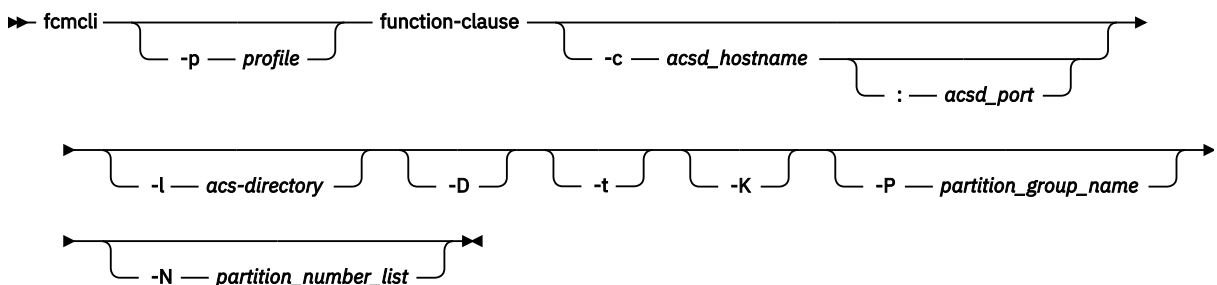 fcmcli -p profile function-clause -c acsd_hostname : acsd_port
-l acs-directory -D -t -K -P partition_group_name
-N partition_number_list